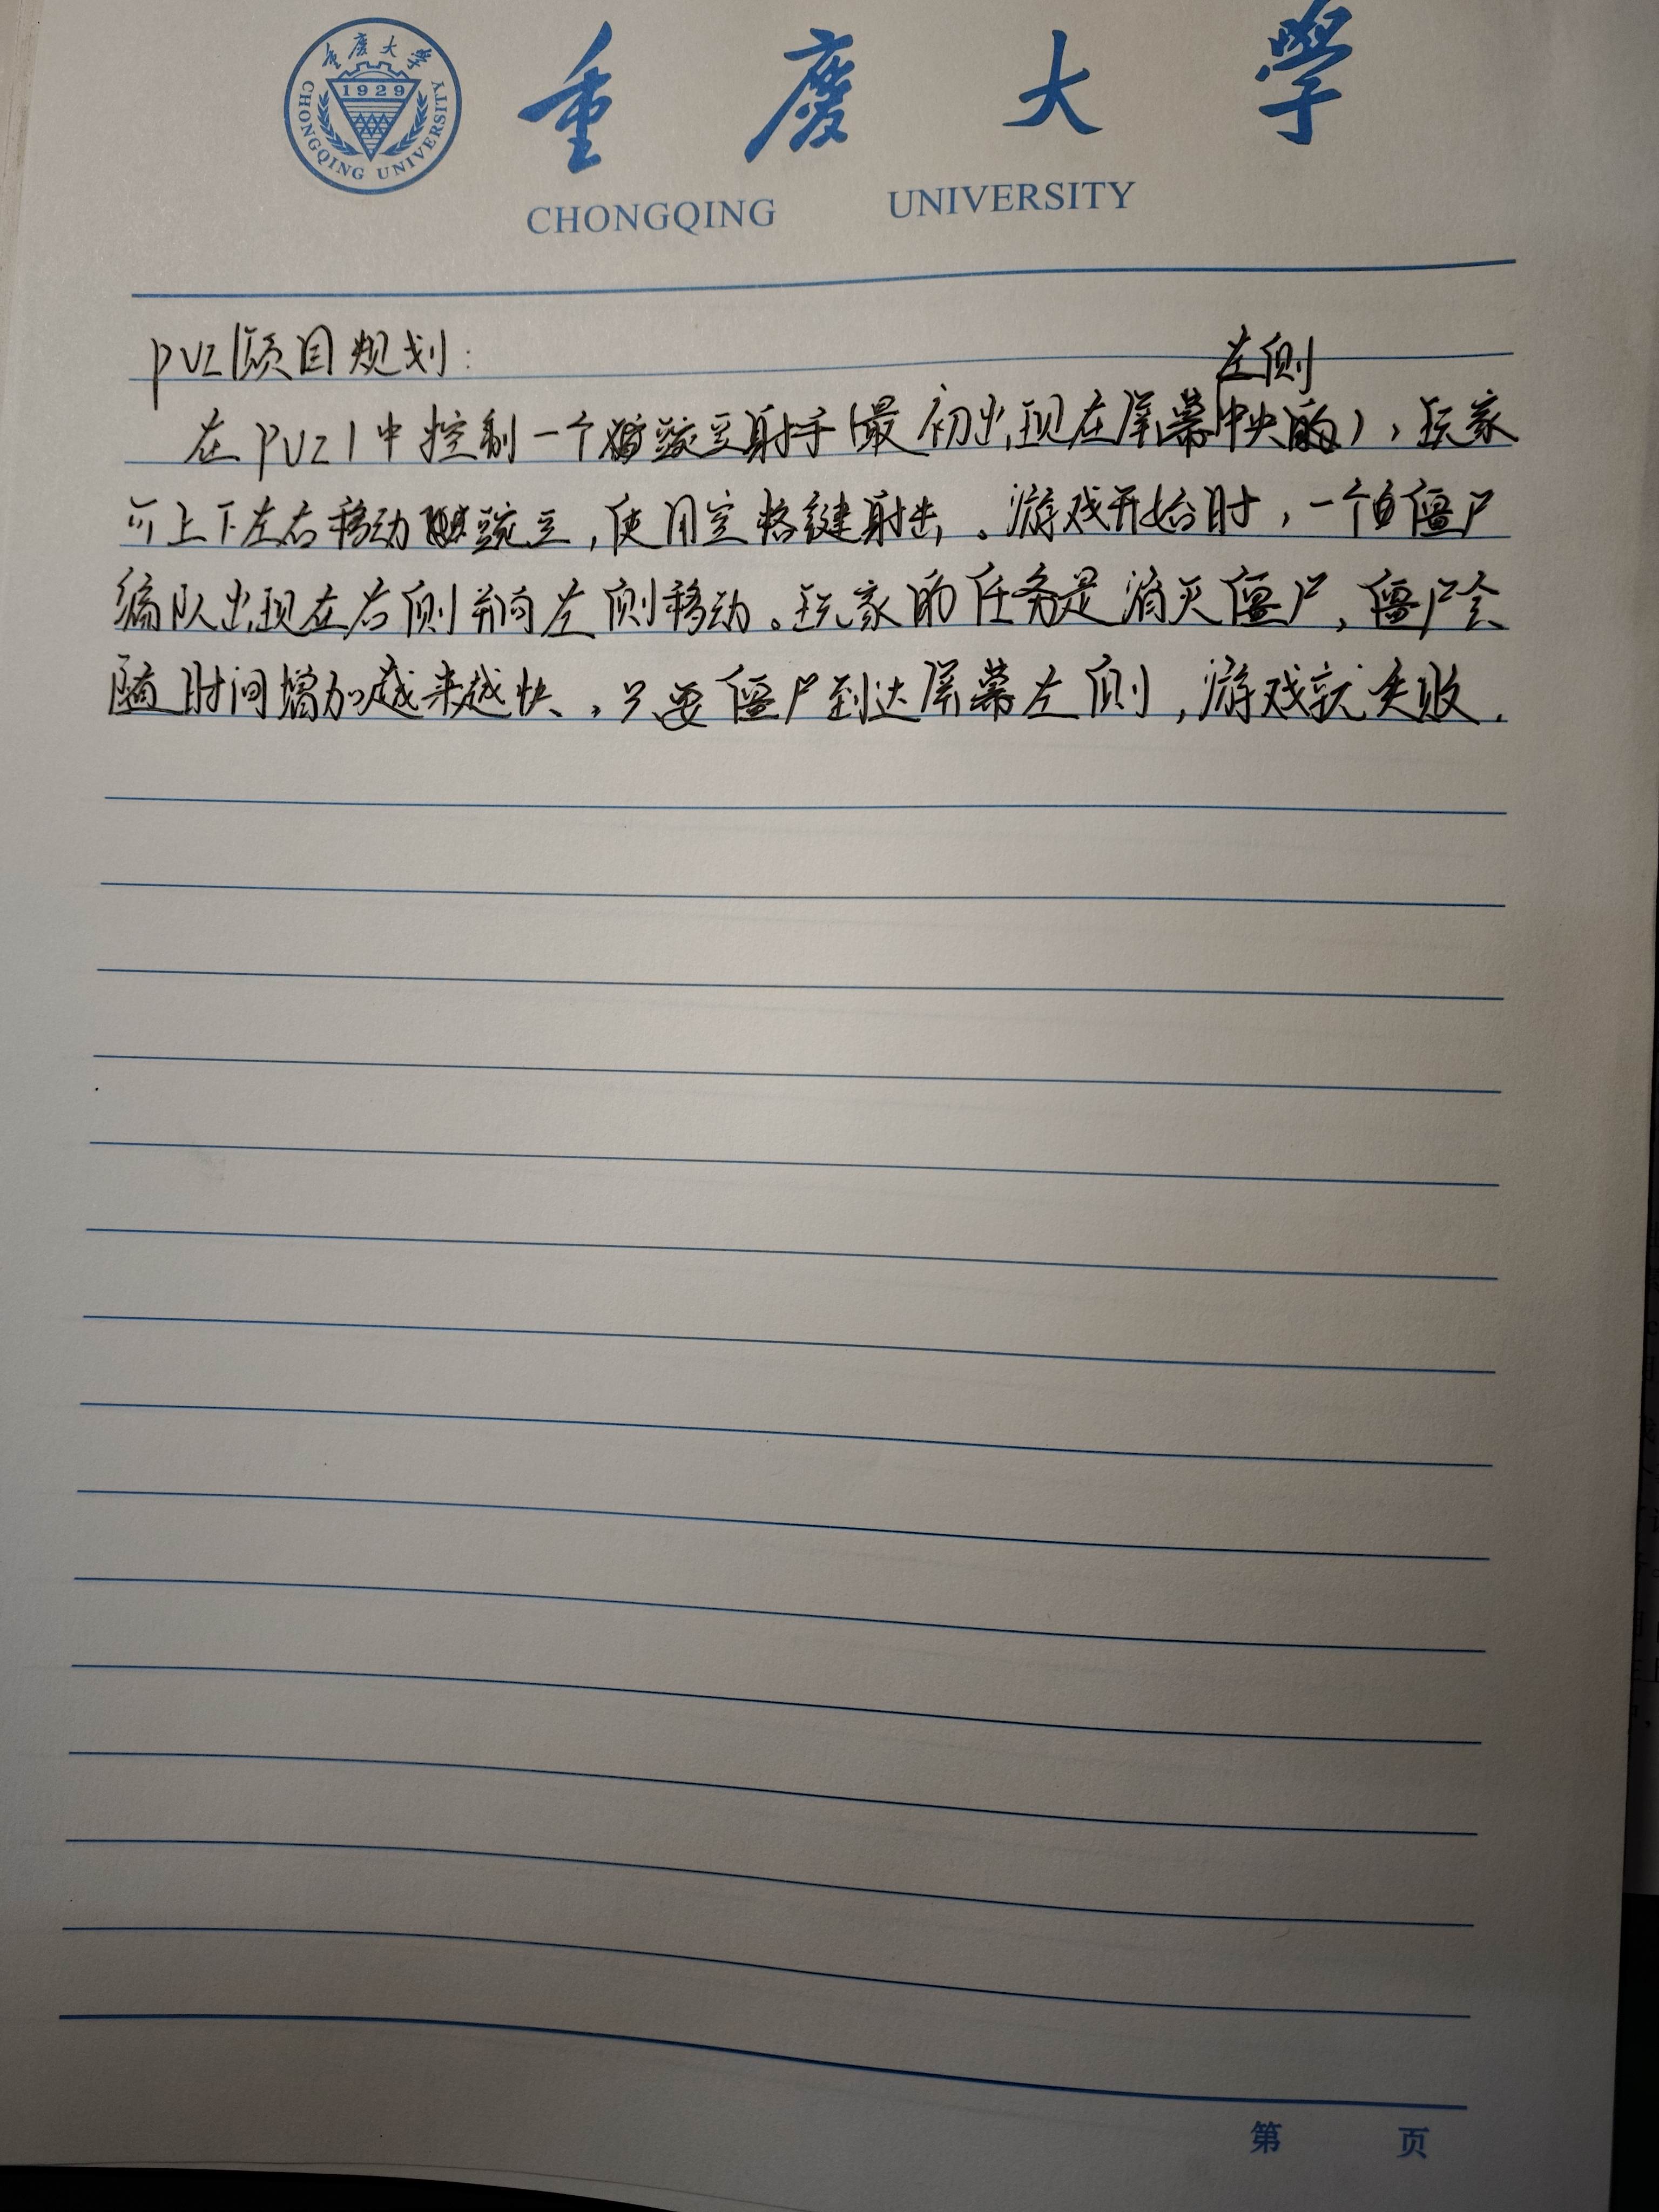 重庆大学
1929
CHONGQING UNIVERSITY
重慶大學
CHONGQING UNIVERSITY
pvz1项目规划:
左侧
在pvz1中控制一个豌豆射手(最初出现在屏幕中央的),玩家
可上下左右移动豌豆,使用空格键射击。游戏开始时,一个自僵尸
编队出现在右侧并向左侧移动。玩家的任务是消灭僵尸,僵尸会
随时间增加越来越快。只要僵尸到达屏幕左侧,游戏就失败.
第 页